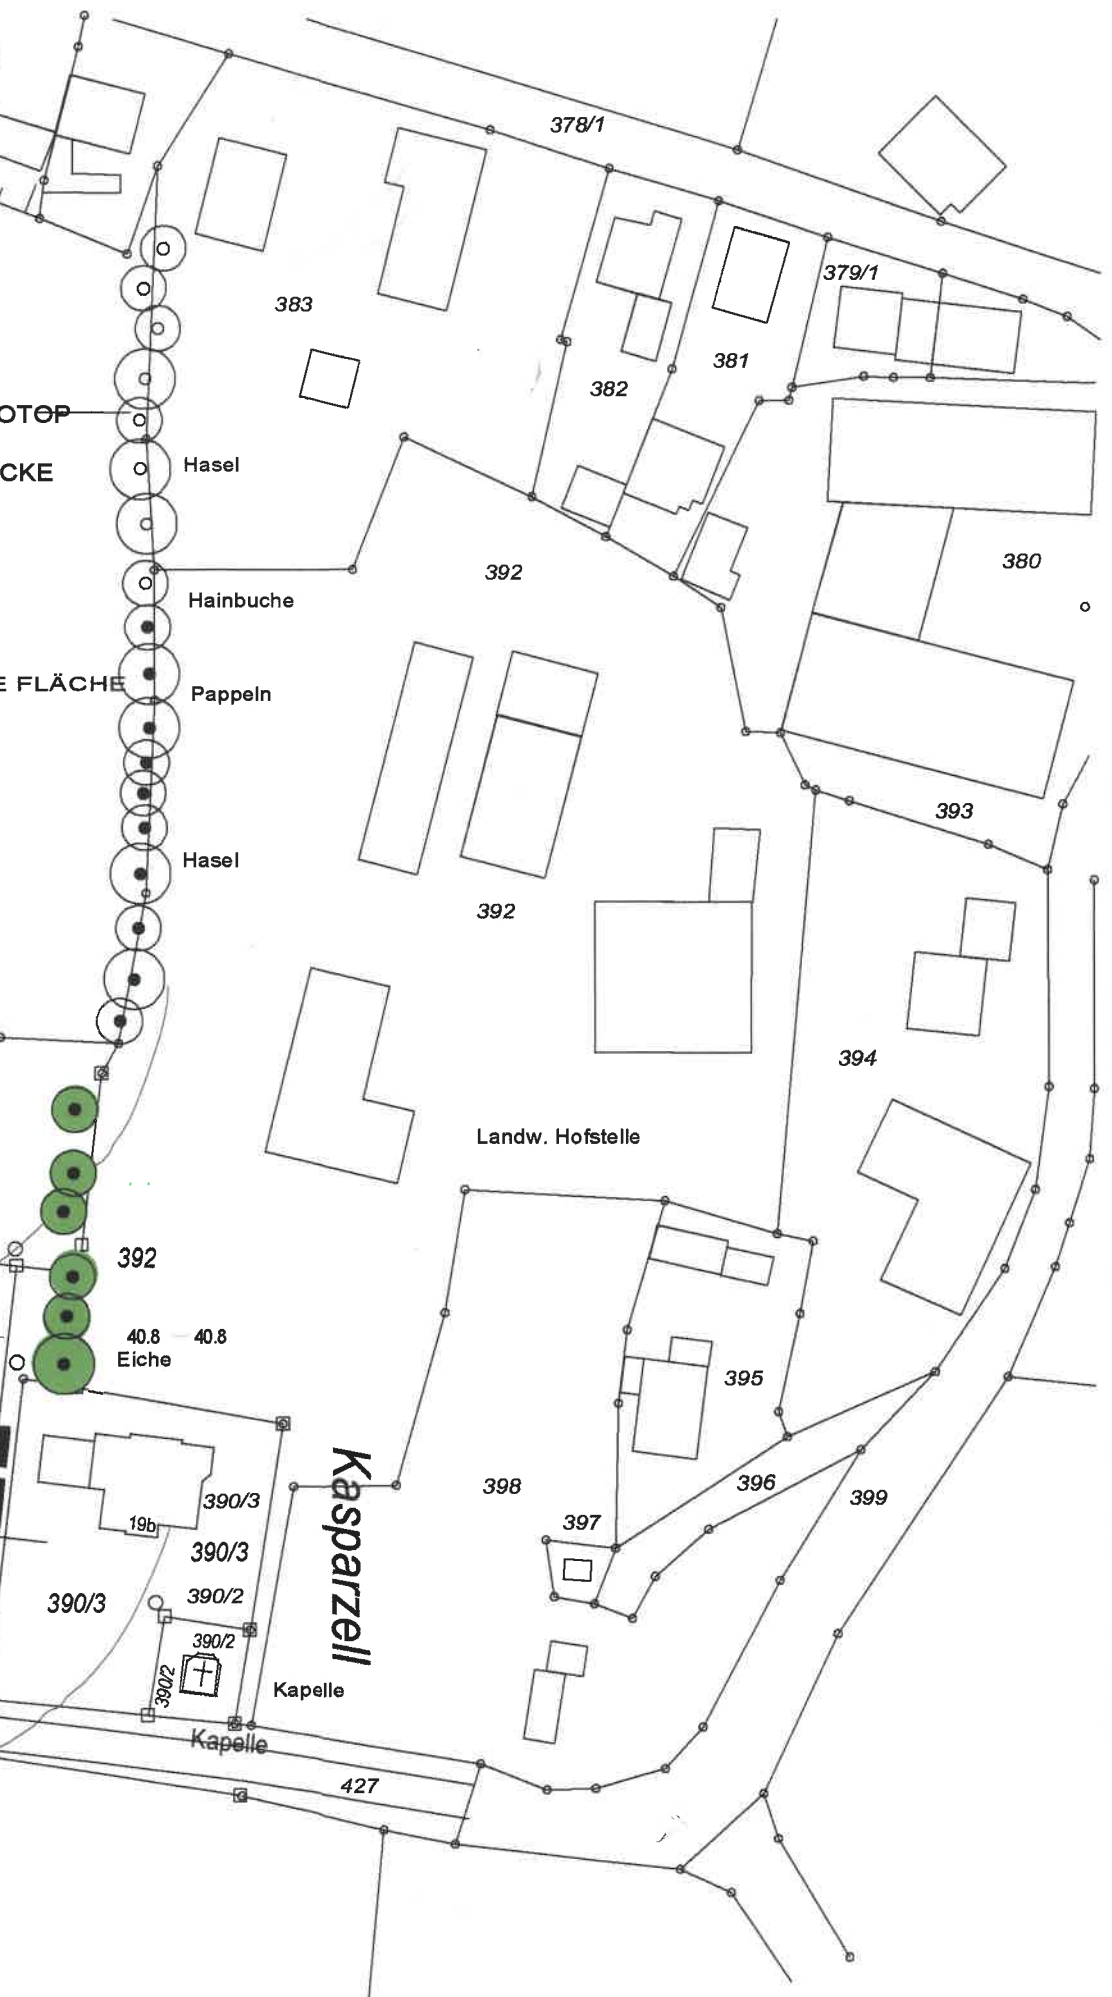 378/1
379/1
383
381
382
OTOP
CKE
Hasel
380
392
Hainbuche
E FLÄCHE
Pappeln
393
Hasel
392
394
Landw. Hofstelle
392
40.8 40.8
Eiche
395
Kasparzell
398
396
399
390/3
19b
397
390/3
390/3
390/2
390/2
390/2
Kapelle
Kapelle
427